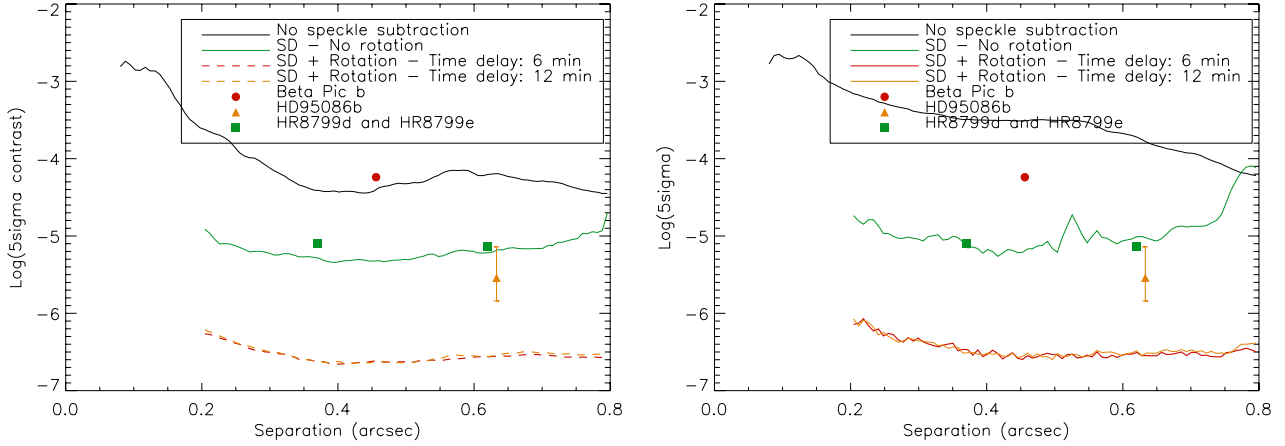 No speckle subtraction
SD − No rotation
SD + Rotation − Time delay: 6 min
SD + Rotation − Time delay: 12 min
Beta Pic b
HD95086b
HR8799d and HR8799e
Log(5sigma contrast)
−2
−3
−4
−5
−6
−7
0.0 0.2 0.4 0.6 0.8
Separation (arcsec)
No speckle subtraction
SD − No rotation
SD + Rotation − Time delay: 6 min
SD + Rotation − Time delay: 12 min
Beta Pic b
HD95086b
HR8799d and HR8799e
Log(5sigma)
−2
−3
−4
−5
−6
−7
0.0 0.2 0.4 0.6 0.8
Separation (arcsec)